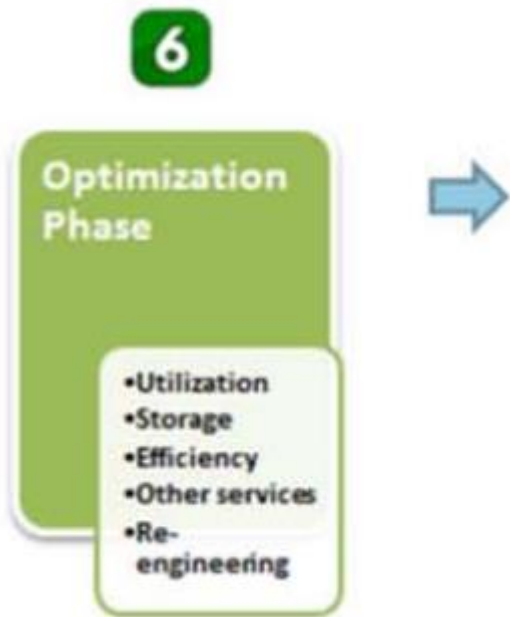 6
Optimization
Phase
•Utilization
•Storage
•Efficiency
•Other services
•Re-
engineering